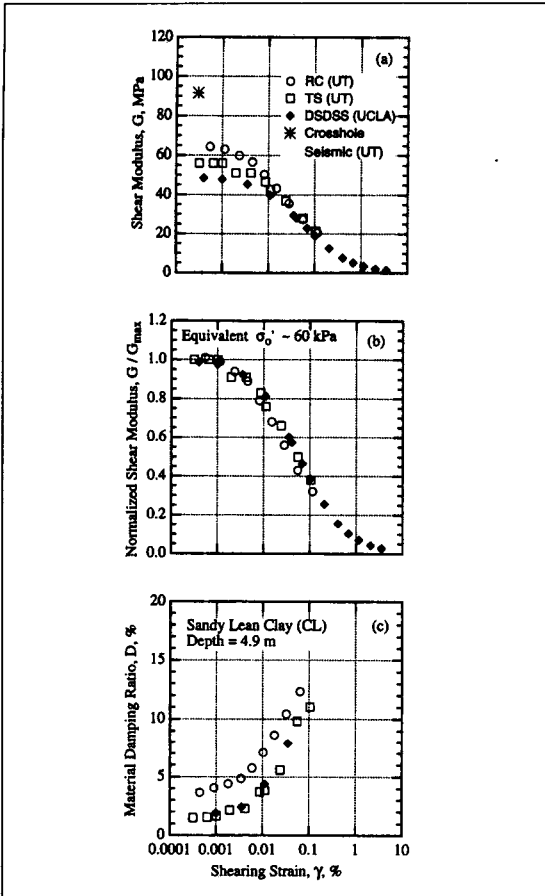 (a)
120
100
80
60
40
20
0
Shear Modulus, G, MPa
RC (UT)
TS (UT)
DSDSS (UCLA)
Crosshole
Seismic (UT)
Equivalent σo' ~ 60 kPa
(b)
1.2
1.0
0.8
0.6
0.4
0.2
0.0
Normalized Shear Modulus, G / Gmax
Sandy Lean Clay (CL)
Depth = 4.9 m
(c)
20
15
10
5
0
Material Damping Ratio, D, %
0.0001 0.001 0.01 0.1 1 10
Shearing Strain, γ, %